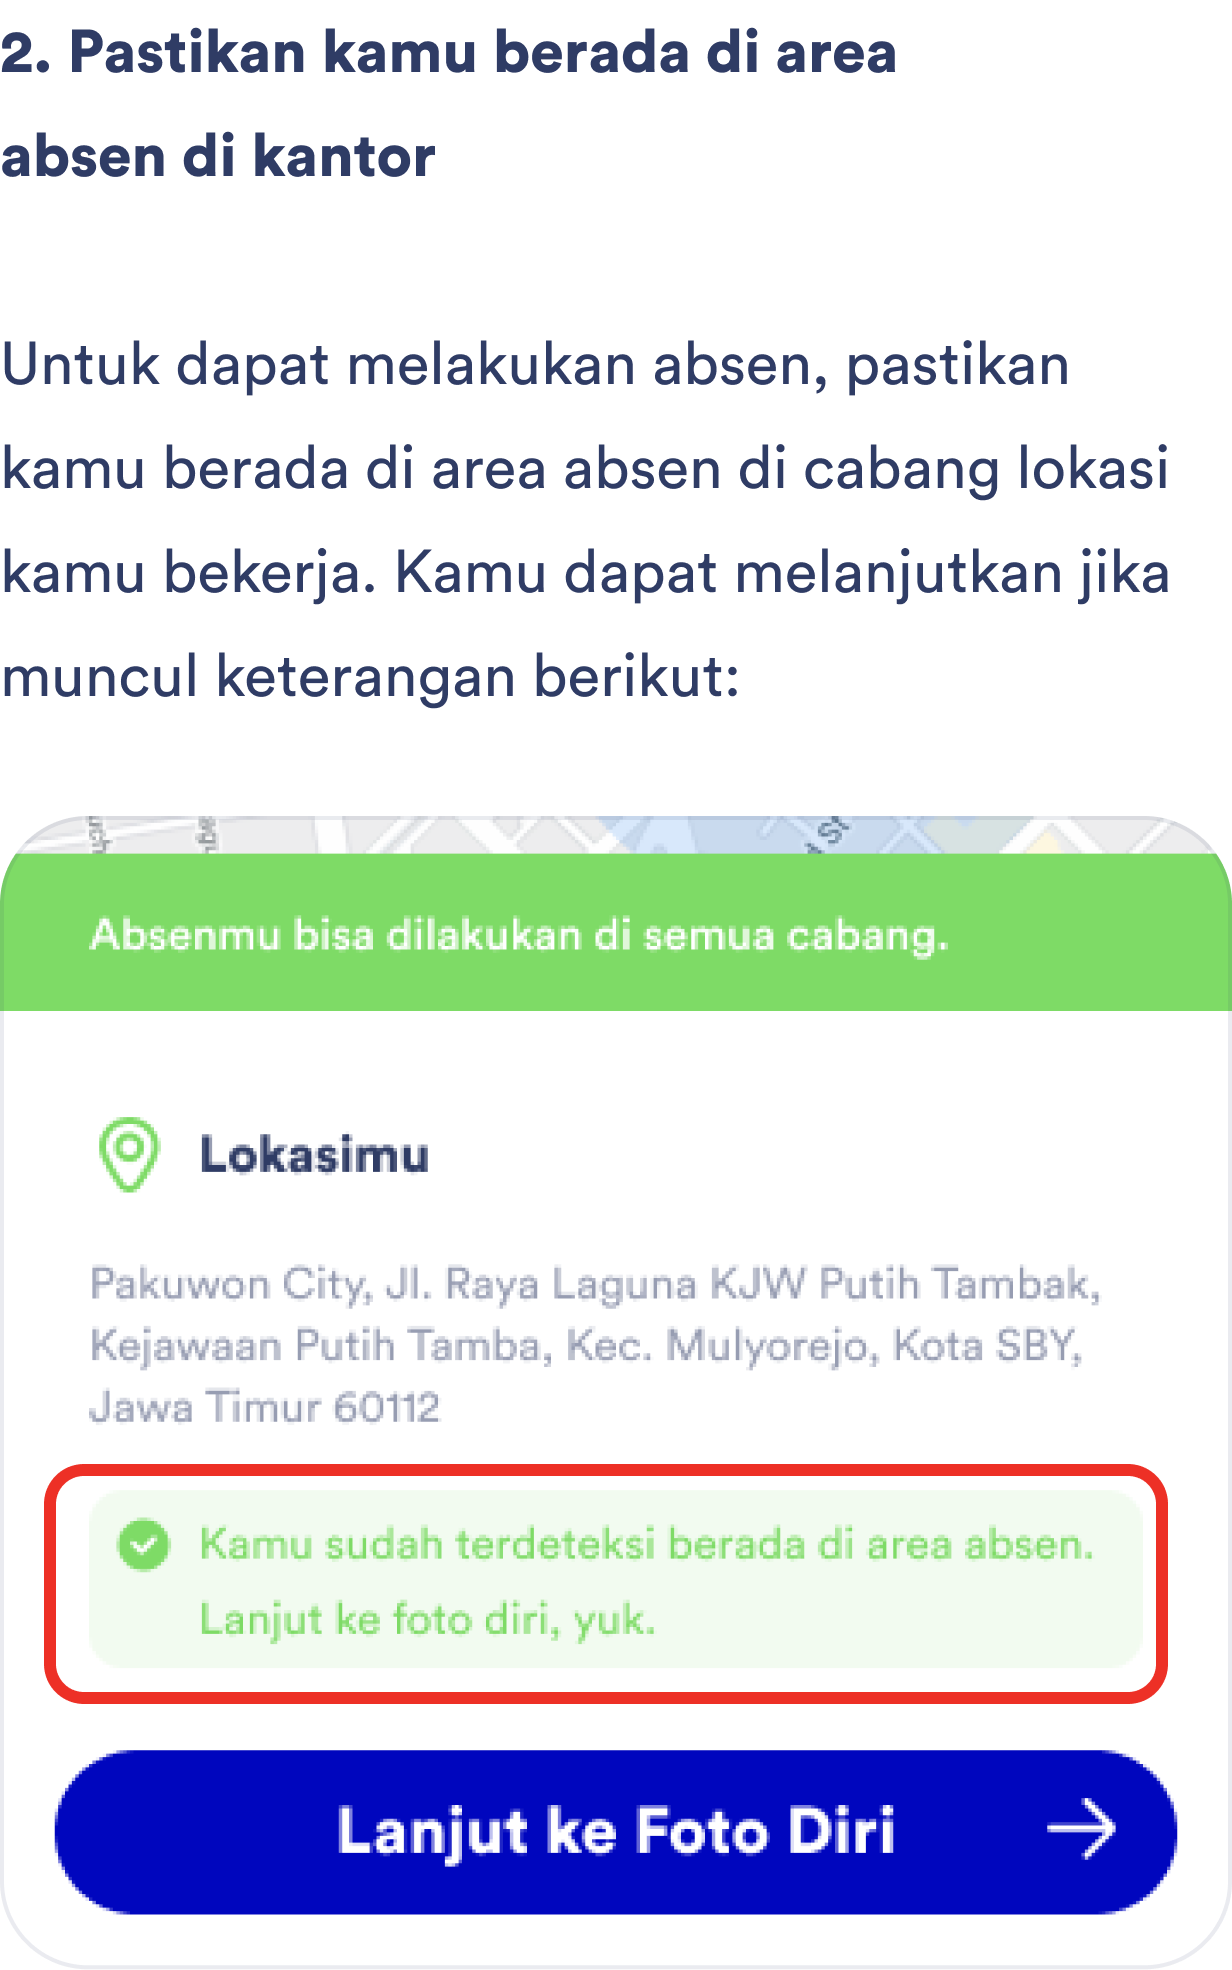 2. Pastikan kamu berada di area
absen di kantor
Untuk dapat melakukan absen, pastikan
kamu berada di area absen di cabang lokasi
kamu bekerja. Kamu dapat melanjutkan jika
muncul keterangan berikut:
Absenmu bisa dilakukan di semua cabang.
Lokasimu
Pakuwon City, Jl. Raya Laguna KJW Putih Tambak,
Kejawaan Putih Tamba, Kec. Mulyorejo, Kota SBY,
Jawa Timur 60112
Kamu sudah terdeteksi berada di area absen.
Lanjut ke foto diri, yuk.
Lanjut ke Foto Diri